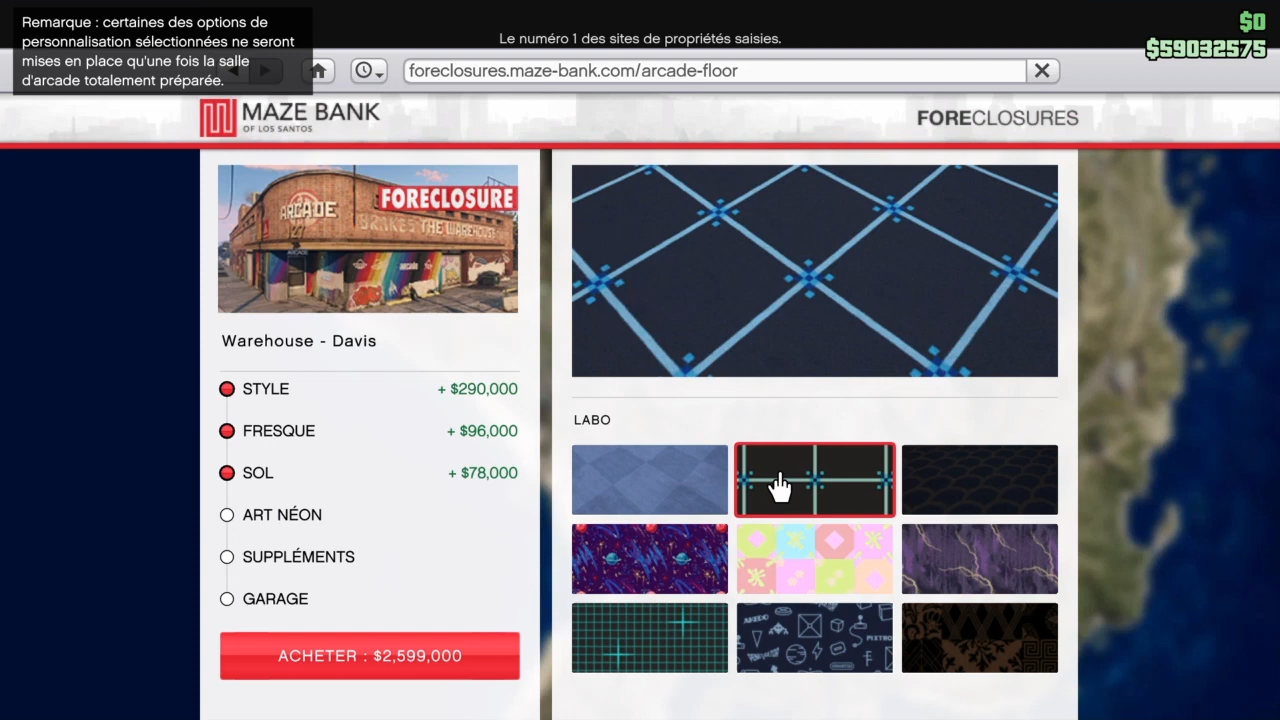 Remarque : certaines des options de
personnalisation sélectionnées ne seront
mises en place qu'une fois la salle
d'arcade totalement préparée.
Le numéro 1 des sites de propriétés saisies.
$0
$59032575
foreclosures.maze-bank.com/arcade-floor
MAZE BANK
OF LOS SANTOS
FORECLOSURES
FORECLOSURE
ARCADE
BRAKES THE WAREHOUSE
Warehouse - Davis
STYLE + $290,000
FRESQUE + $96,000
SOL + $78,000
ART NÉON
SUPPLÉMENTS
GARAGE
ACHETER : $2,599,000
LABO